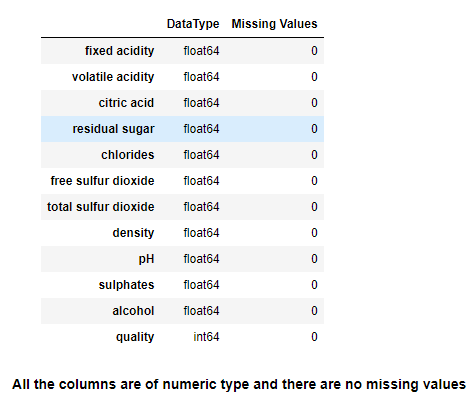 DataType Missing Values
fixed acidity float64 0
volatile acidity float64 0
citric acid float64 0
residual sugar float64 0
chlorides float64 0
free sulfur dioxide float64 0
total sulfur dioxide float64 0
density float64 0
pH float64 0
sulphates float64 0
alcohol float64 0
quality int64 0
All the columns are of numeric type and there are no missing values